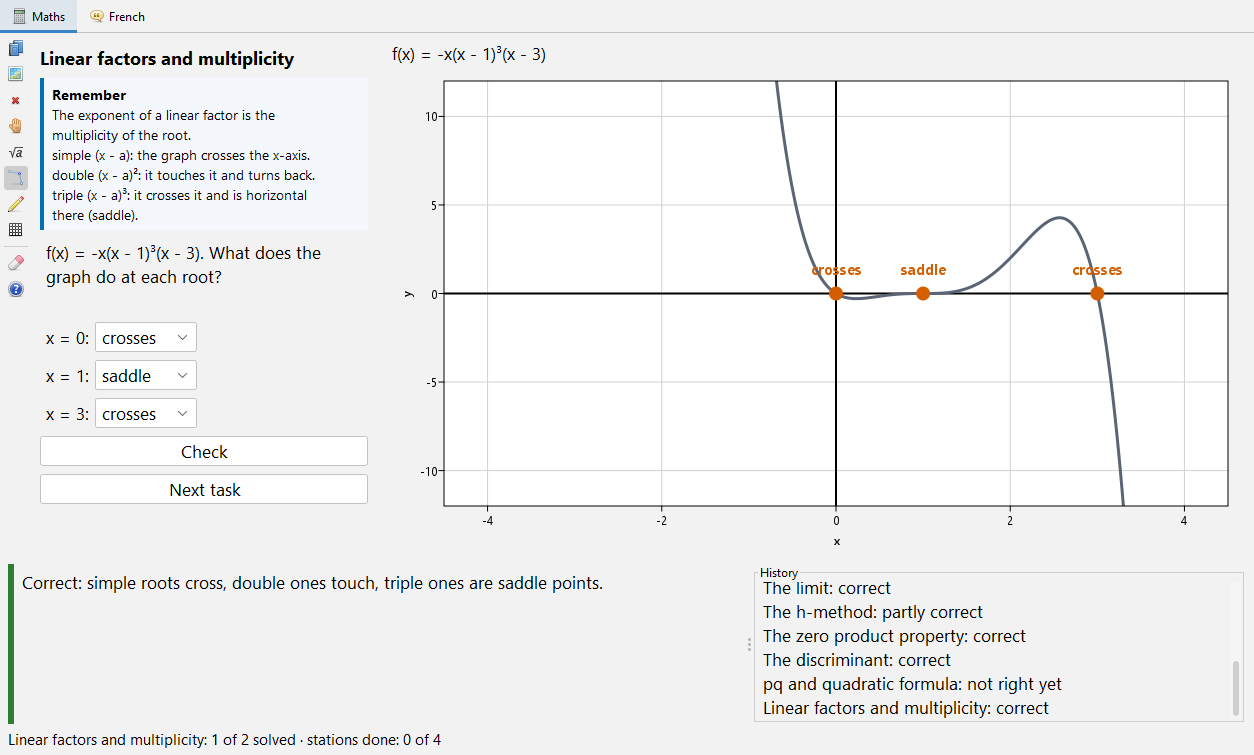 Maths French
Linear factors and multiplicity
Remember
The exponent of a linear factor is the
multiplicity of the root.
simple (x - a): the graph crosses the x-axis.
double (x - a)²: it touches it and turns back.
triple (x - a)³: it crosses it and is horizontal
there (saddle).
f(x) = -x(x - 1)³(x - 3). What does the
graph do at each root?
x = 0: crosses
x = 1: saddle
x = 3: crosses
Check
Next task
f(x) = -x(x - 1)³(x - 3)
10
5
0
-5
-10
y
crosses saddle crosses
-4 -2 0 2 4
x
Correct: simple roots cross, double ones touch, triple ones are saddle points.
History
The limit: correct
The h-method: partly correct
The zero product property: correct
The discriminant: correct
pq and quadratic formula: not right yet
Linear factors and multiplicity: correct
Linear factors and multiplicity: 1 of 2 solved · stations done: 0 of 4